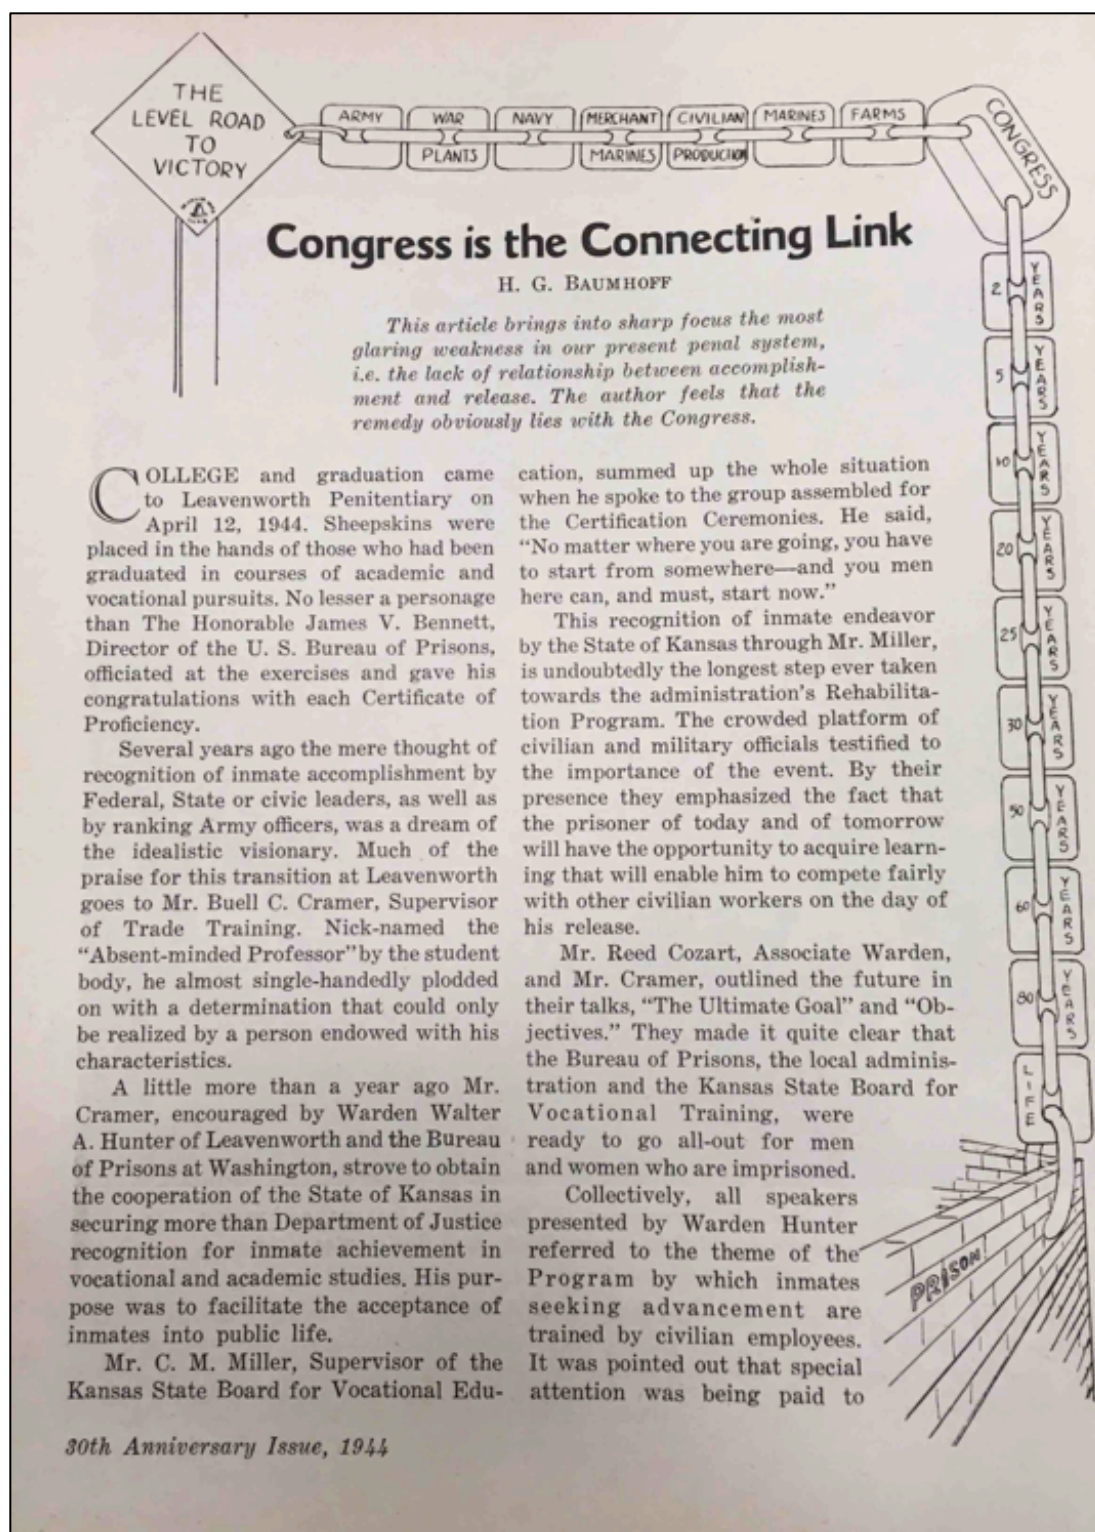 THE
LEVEL ROAD
TO
VICTORY
ARMY
WAR
PLANTS
NAVY
MERCHANT
MARINES
CIVILIAN
PRODUCTION
MARINES
FARMS
CONGRESS
Congress is the Connecting Link
H. G. BAUMHOFF
This article brings into sharp focus the most
glaring weakness in our present penal system,
i.e. the lack of relationship between accomplish-
ment and release. The author feels that the
remedy obviously lies with the Congress.
COLLEGE and graduation came
to Leavenworth Penitentiary on
April 12, 1944. Sheepskins were
placed in the hands of those who had been
graduated in courses of academic and
vocational pursuits. No lesser a personage
than The Honorable James V. Bennett,
Director of the U. S. Bureau of Prisons,
officiated at the exercises and gave his
congratulations with each Certificate of
Proficiency.
Several years ago the mere thought of
recognition of inmate accomplishment by
Federal, State or civic leaders, as well as
by ranking Army officers, was a dream of
the idealistic visionary. Much of the
praise for this transition at Leavenworth
goes to Mr. Buell C. Cramer, Supervisor
of Trade Training. Nick-named the
“Absent-minded Professor” by the student
body, he almost single-handedly plodded
on with a determination that could only
be realized by a person endowed with his
characteristics.
A little more than a year ago Mr.
Cramer, encouraged by Warden Walter
A. Hunter of Leavenworth and the Bureau
of Prisons at Washington, strove to obtain
the cooperation of the State of Kansas in
securing more than Department of Justice
recognition for inmate achievement in
vocational and academic studies. His pur-
pose was to facilitate the acceptance of
inmates into public life.
Mr. C. M. Miller, Supervisor of the
Kansas State Board for Vocational Edu-
cation, summed up the whole situation
when he spoke to the group assembled for
the Certification Ceremonies. He said,
“No matter where you are going, you have
to start from somewhere—and you men
here can, and must, start now.”
This recognition of inmate endeavor
by the State of Kansas through Mr. Miller,
is undoubtedly the longest step ever taken
towards the administration’s Rehabilita-
tion Program. The crowded platform of
civilian and military officials testified to
the importance of the event. By their
presence they emphasized the fact that
the prisoner of today and of tomorrow
will have the opportunity to acquire learn-
ing that will enable him to compete fairly
with other civilian workers on the day of
his release.
Mr. Reed Cozart, Associate Warden,
and Mr. Cramer, outlined the future in
their talks, “The Ultimate Goal” and “Ob-
jectives.” They made it quite clear that
the Bureau of Prisons, the local adminis-
tration and the Kansas State Board for
Vocational Training, were
ready to go all-out for men
and women who are imprisoned.
Collectively, all speakers
presented by Warden Hunter
referred to the theme of the
Program by which inmates
seeking advancement are
trained by civilian employees.
It was pointed out that special
attention was being paid to
2 YEARS
5 YEARS
10 YEARS
20 YEARS
25 YEARS
30 YEARS
50 YEARS
60 YEARS
80 YEARS
LIFE
PRISON
30th Anniversary Issue, 1944